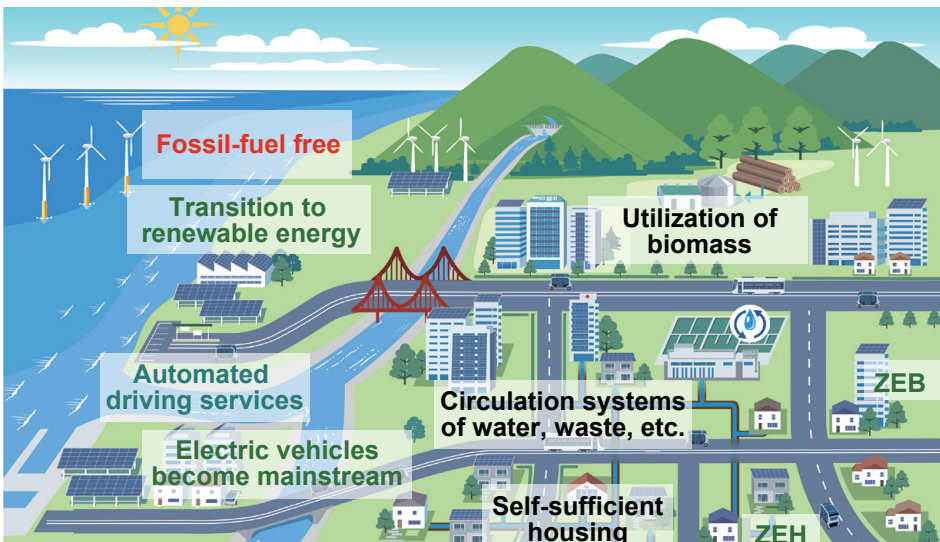 Fossil-fuel free
Transition to
renewable energy
Utilization of
biomass
Automated
driving services
ZEB
Circulation systems
of water, waste, etc.
Electric vehicles
become mainstream
Self-sufficient
housing
ZEH